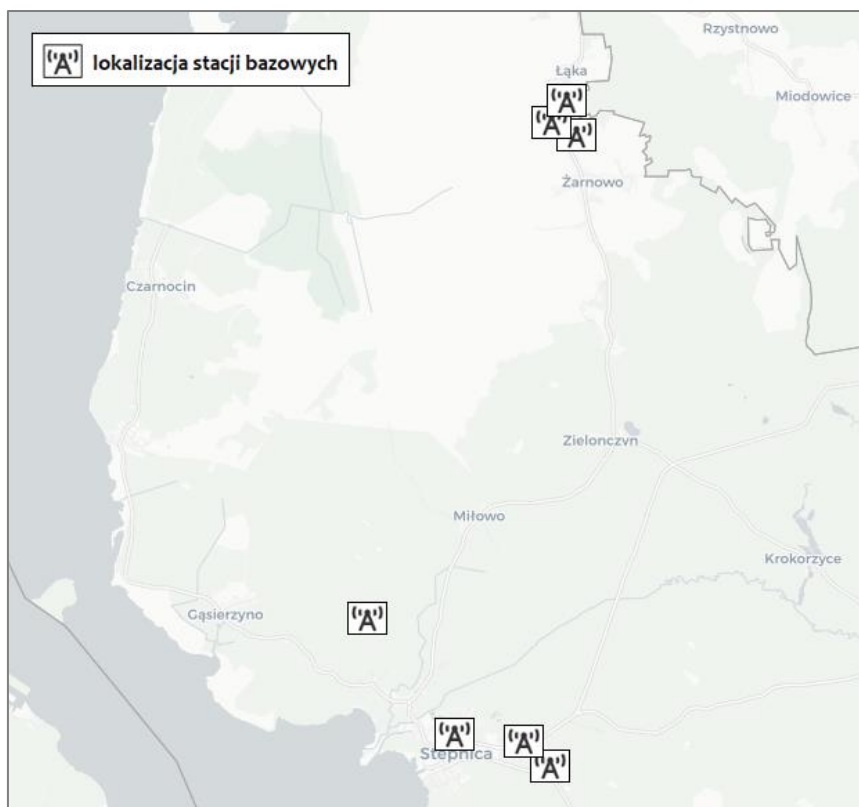 lokalizacja stacji bazowych
Rzystnowo
Łąka
Miodowice
Żarnowo
Czarnocin
Zielonczyn
Miłowo
Krokorzyce
Gąsierzyno
Stepnica